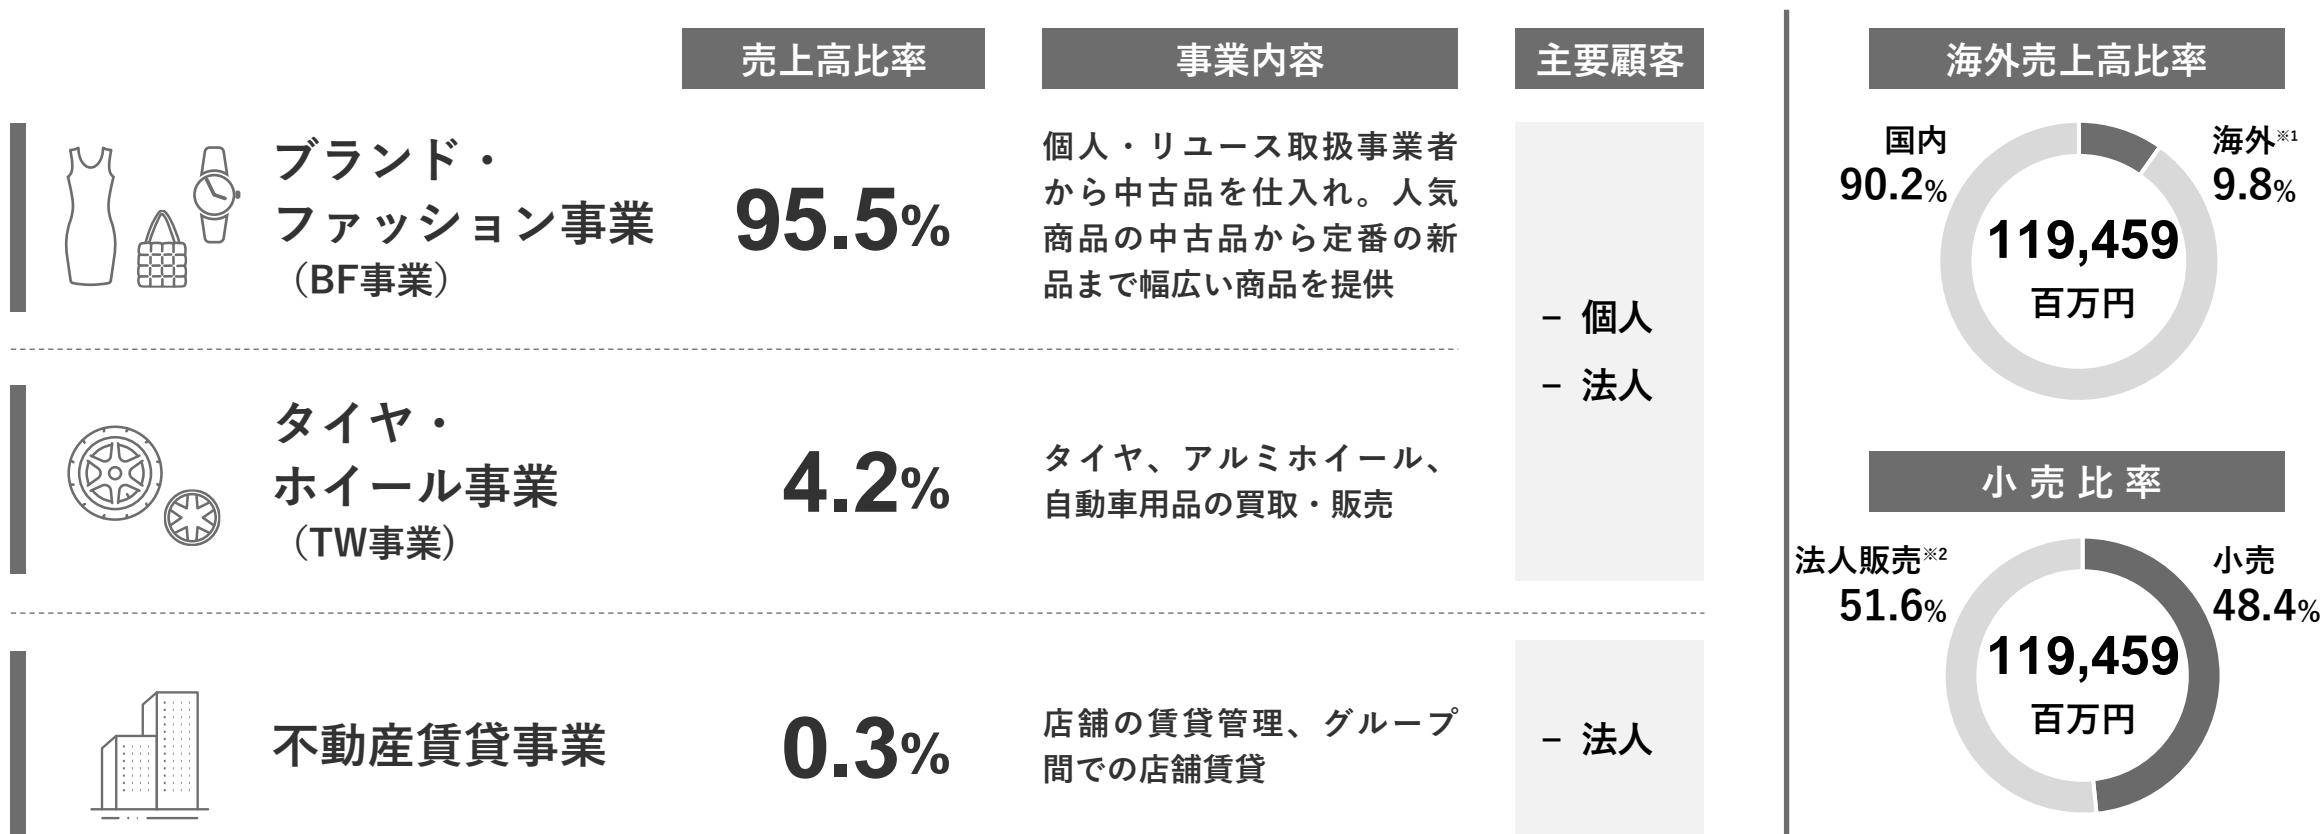 売上高比率
事業内容
主要顧客
ブランド・
ファッション事業
（BF事業）
95.5%
個人・リユース取扱事業者
から中古品を仕入れ。人気
商品の中古品から定番の新
品まで幅広い商品を提供
− 個人
− 法人
タイヤ・
ホイール事業
（TW事業）
4.2%
タイヤ、アルミホイール、
自動車用品の買取・販売
不動産賃貸事業
0.3%
店舗の賃貸管理、グループ
間での店舗賃貸
− 法人
海外売上高比率
国内
90.2%
海外※1
9.8%
119,459
百万円
小売比率
法人販売※2
51.6%
小売
48.4%
119,459
百万円